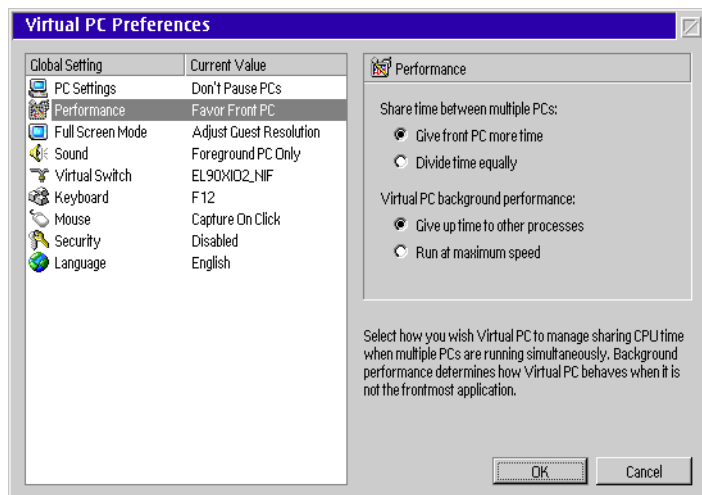 Virtual PC Preferences
Global Setting Current Value
PC Settings Don't Pause PCs
Performance Favor Front PC
Full Screen Mode Adjust Guest Resolution
Sound Foreground PC Only
Virtual Switch EL90XIO2_NIF
Keyboard F12
Mouse Capture On Click
Security Disabled
Language English
Performance
Share time between multiple PCs:
Give front PC more time
Divide time equally
Virtual PC background performance:
Give up time to other processes
Run at maximum speed
Select how you wish Virtual PC to manage sharing CPU time
when multiple PCs are running simultaneously. Background
performance determines how Virtual PC behaves when it is
not the frontmost application.
OK Cancel